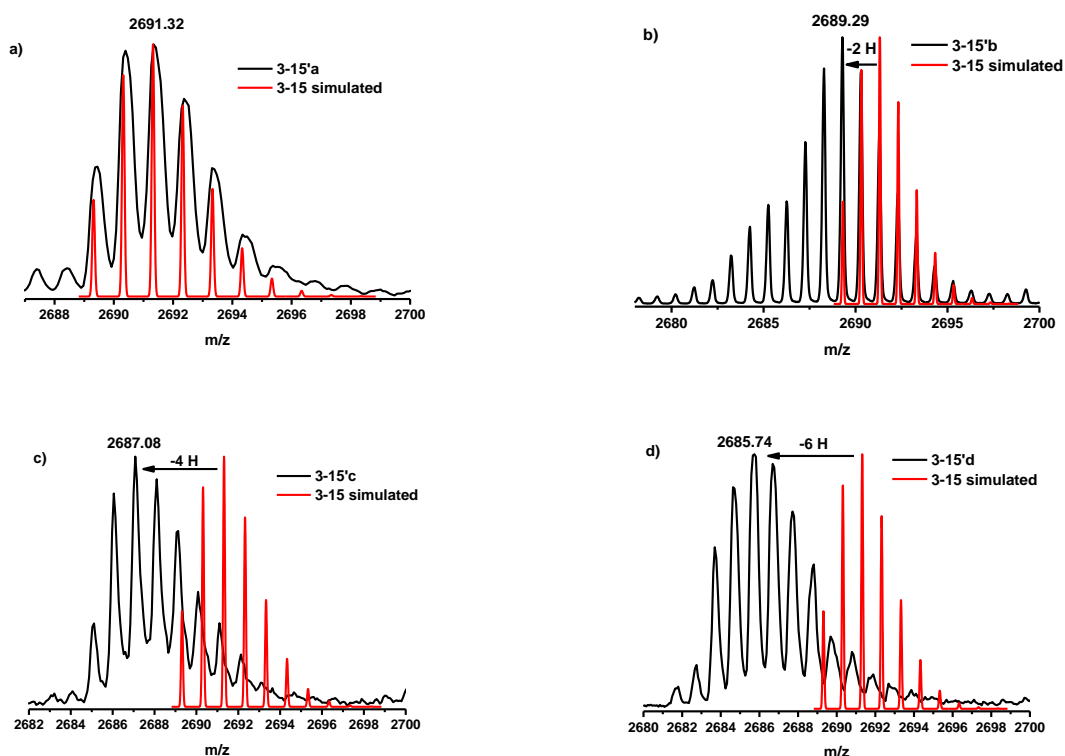 2691.32
a)
3-15'a
3-15 simulated
2688 2690 2692 2694 2696 2698 2700
m/z
2689.29
b)
-2 H
3-15'b
3-15 simulated
2680 2685 2690 2695 2700
m/z
2687.08
c)
-4 H
3-15'c
3-15 simulated
2682 2684 2686 2688 2690 2692 2694 2696 2698 2700
m/z
2685.74
d)
-6 H
3-15'd
3-15 simulated
2680 2682 2684 2686 2688 2690 2692 2694 2696 2698 2700
m/z